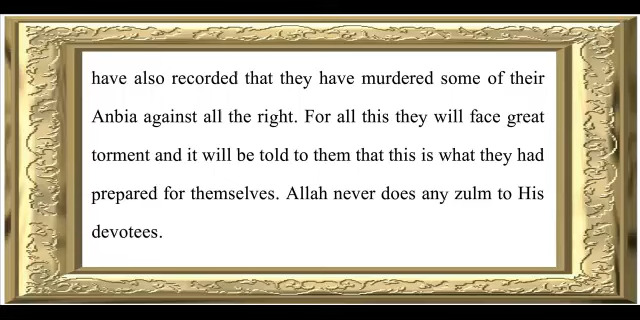 have also recorded that they have murdered some of their
Anbia against all the right. For all this they will face great
torment and it will be told to them that this is what they had
prepared for themselves. Allah never does any zulm to His
devotees.